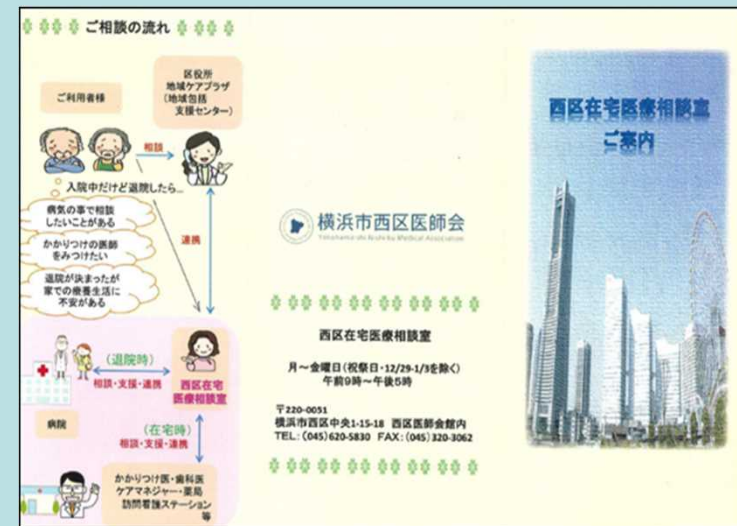 ご相談の流れ
ご利用者様
区役所
地域ケアプラザ
(地域包括
支援センター)
相談
入院中だけど退院したら...
病気の事で相談
したいことがある
かかりつけの医師
をみつけたい
退院が決まったが
家での療養生活に
不安がある
連携
(退院時)
相談・支援・連携
西区在宅
医療相談室
病院
(在宅時)
相談・支援・連携
かかりつけ医・歯科医
ケアマネジャー・薬局
訪問看護ステーション
等
横浜市西区医師会
Yokohama-shi Nishi-ku Medical Association
西区在宅医療相談室
月～金曜日(祝祭日・12/29-1/3を除く)
午前9時～午後5時
〒220-0051
横浜市西区中央1-15-18 西区医師会館内
TEL:(045)620-5830 FAX:(045)320-3062
西区在宅医療相談室
ご案内